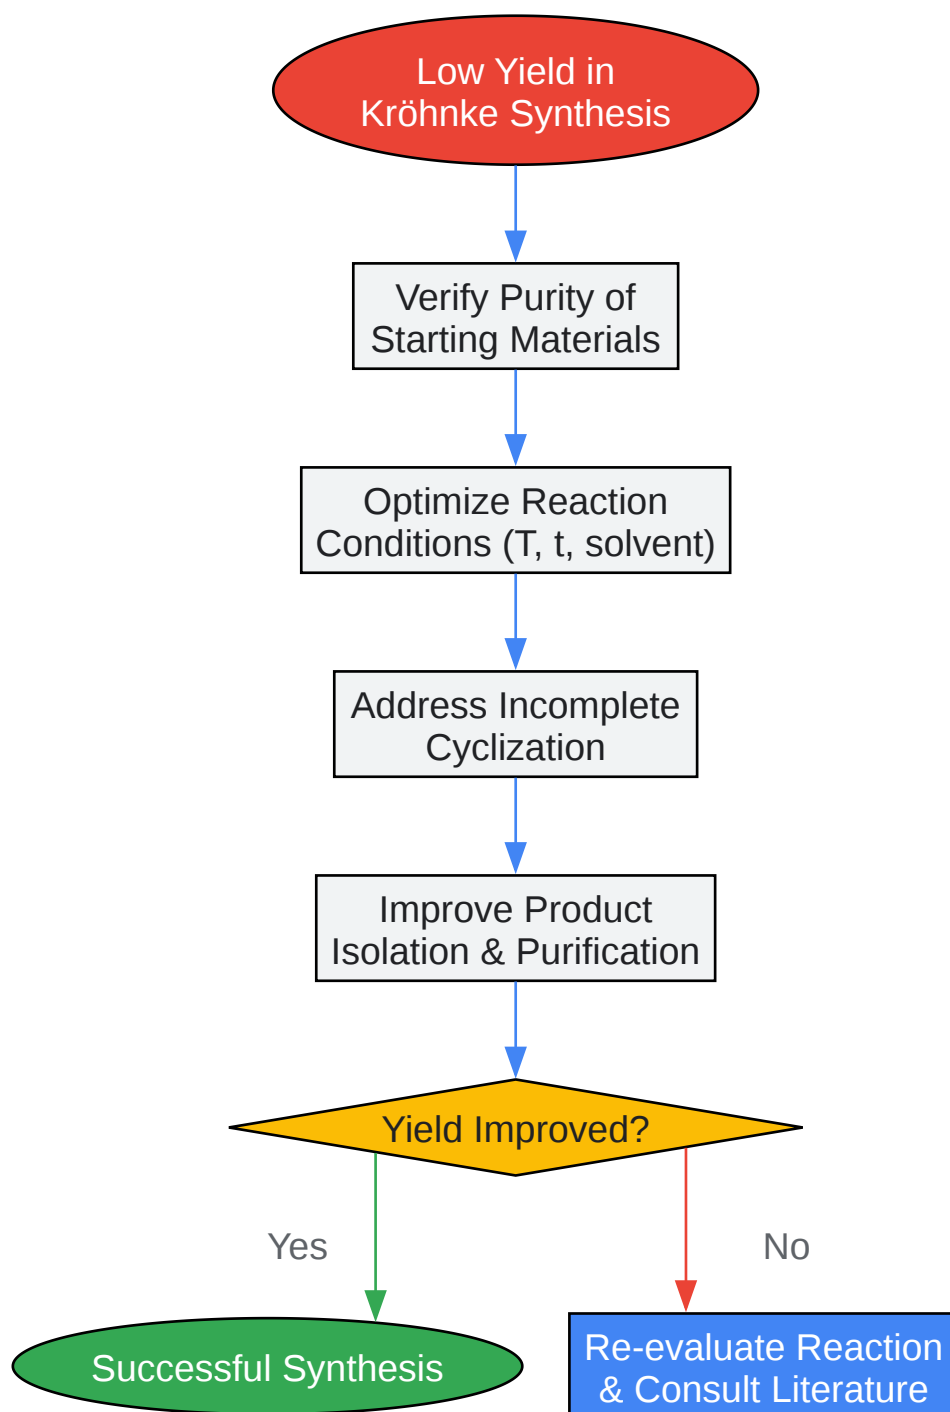 Low Yield in
Kröhnke Synthesis
Verify Purity of
Starting Materials
Optimize Reaction
Conditions (T, t, solvent)
Address Incomplete
Cyclization
Improve Product
Isolation & Purification
Yield Improved?
Yes
No
Successful Synthesis
Re-evaluate Reaction
& Consult Literature